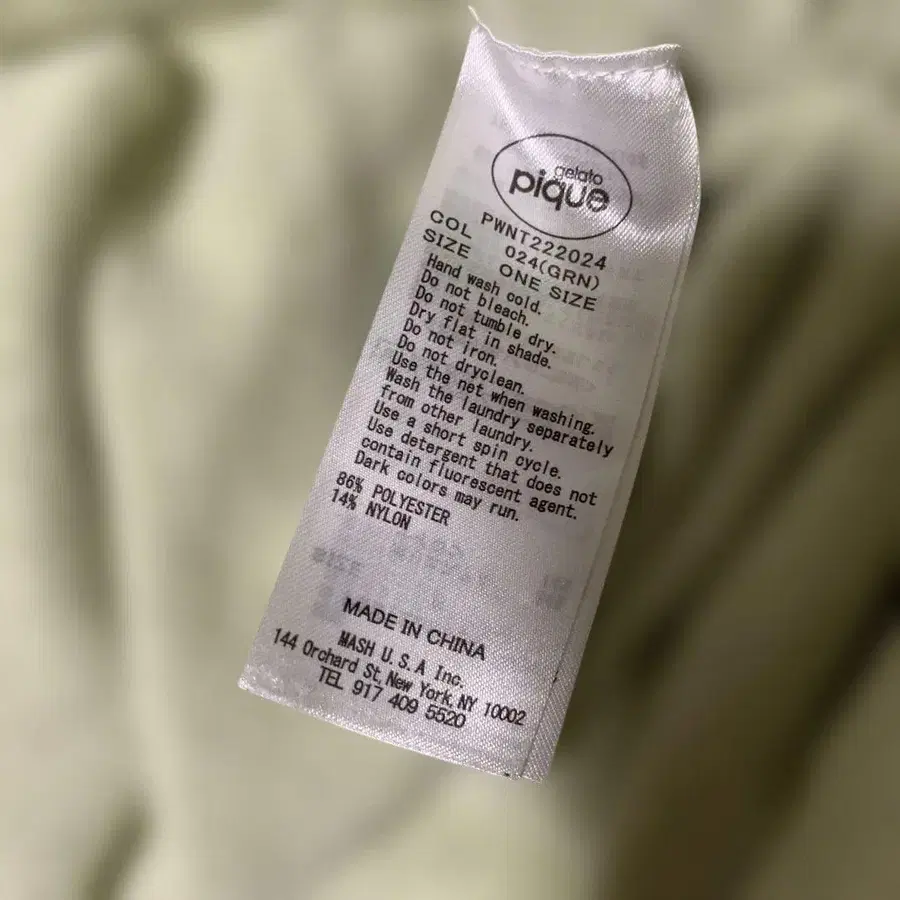 gelato
pique
PWNT222024
COL 024(GRN)
SIZE ONE SIZE
Hand wash cold.
Do not bleach.
Do not tumble dry.
Dry flat in shade.
Do not iron.
Do not dryclean.
Use the net when washing.
Wash the laundry separately
from other laundry.
Use a short spin cycle.
Use detergent that does not
contain fluorescent agent.
Dark colors may run.
86% POLYESTER
14% NYLON
MADE IN CHINA
MASH U.S.A Inc.
144 Orchard St, New York, NY 10002
TEL 917 409 5520